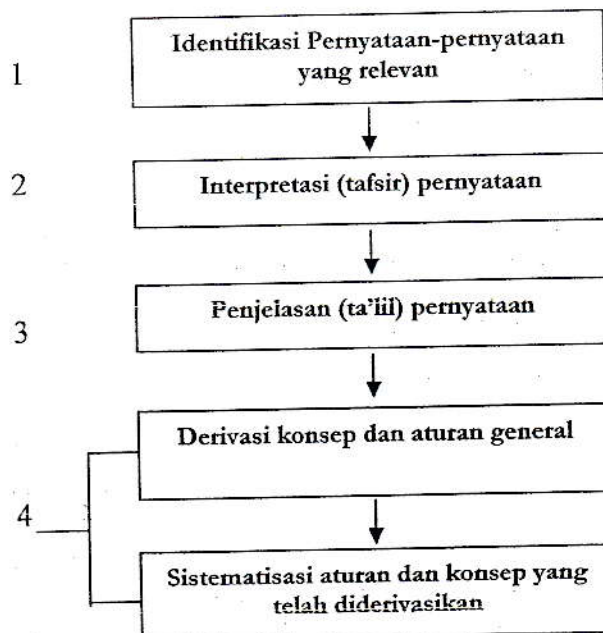 1
Identifikasi Pernyataan-pernyataan
yang relevan
2
Interpretasi (tafsir) pernyataan
3
Penjelasan (ta'lil) pernyataan
4
Derivasi konsep dan aturan general
Sistematisasi aturan dan konsep yang
telah diderivasikan